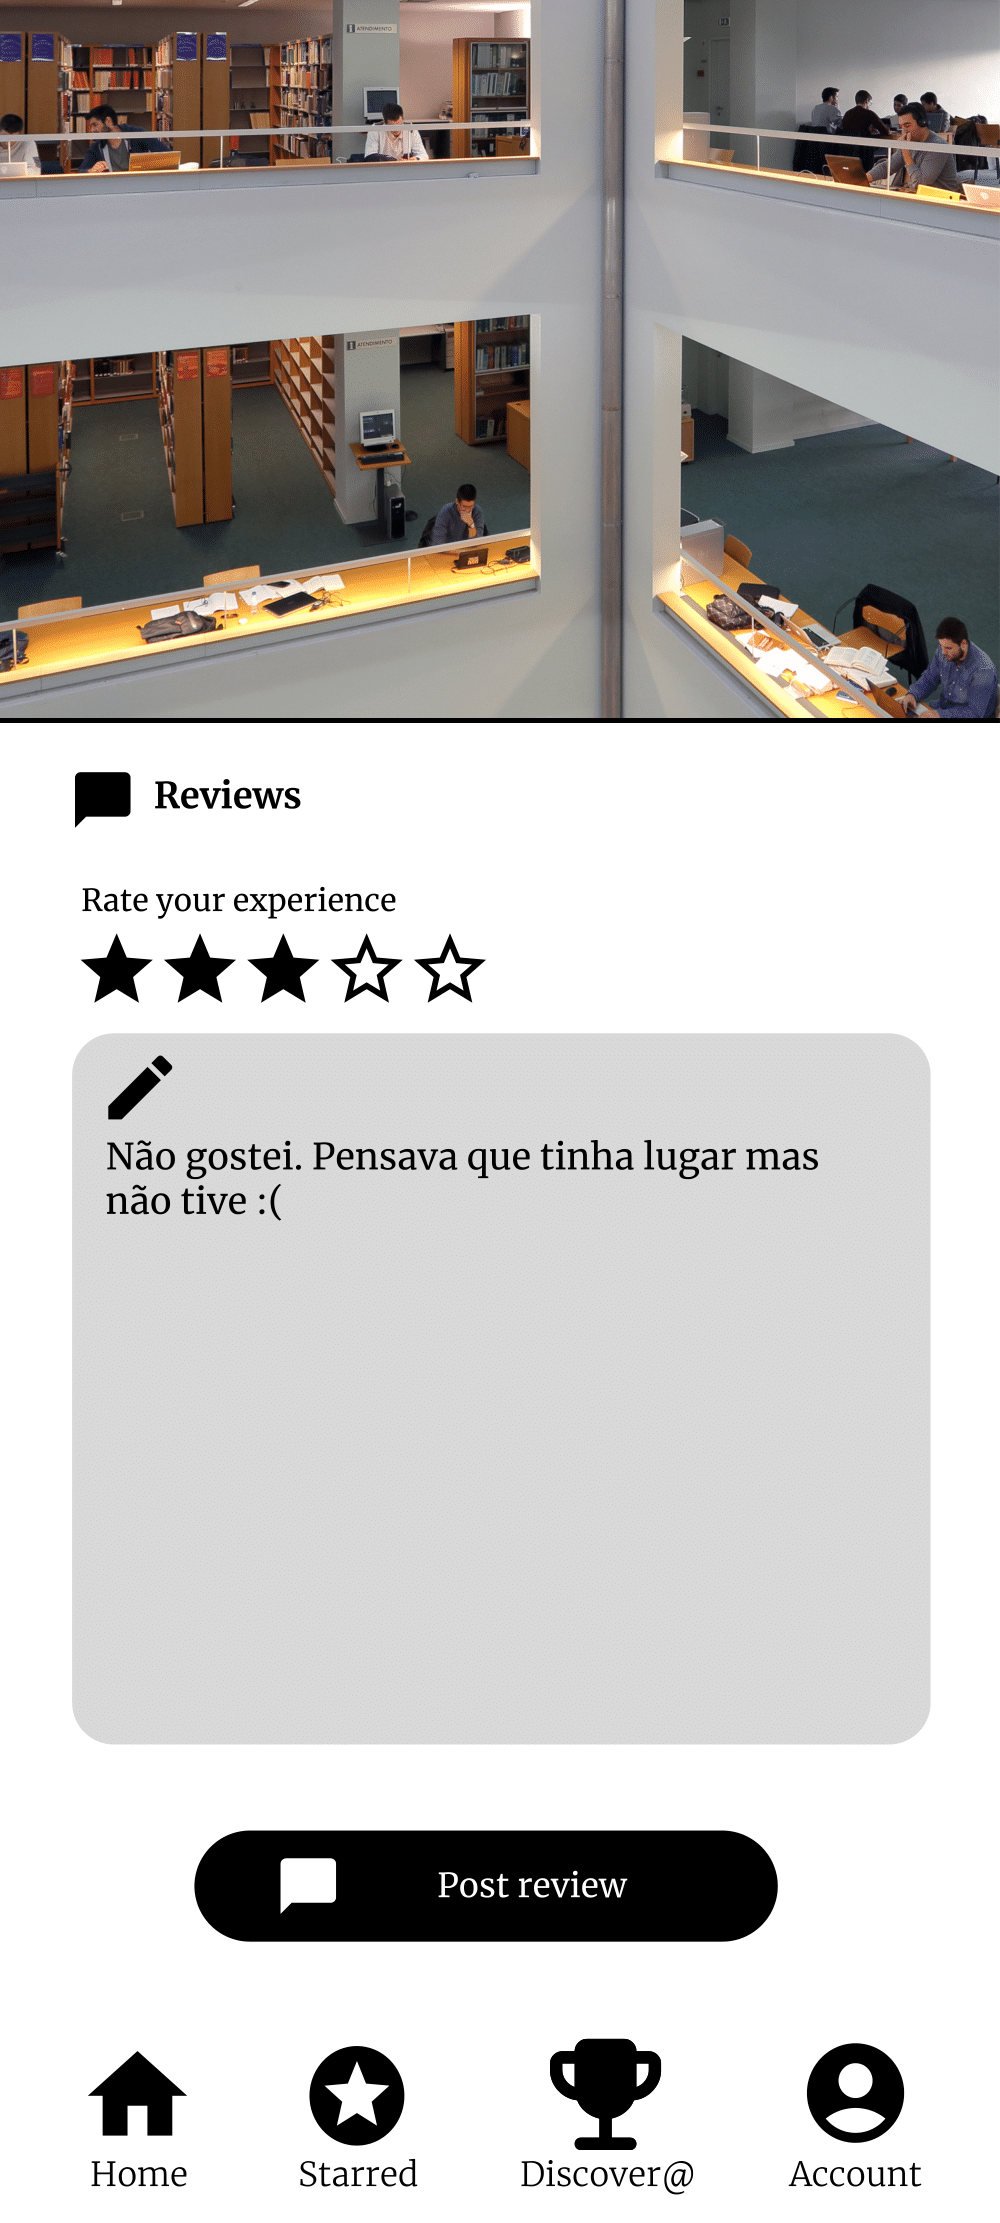 ATENDIMENTO
ATENDIMENTO
Reviews
Rate your experience
Não gostei. Pensava que tinha lugar mas
não tive :(
Post review
Home
Starred
Discover@
Account